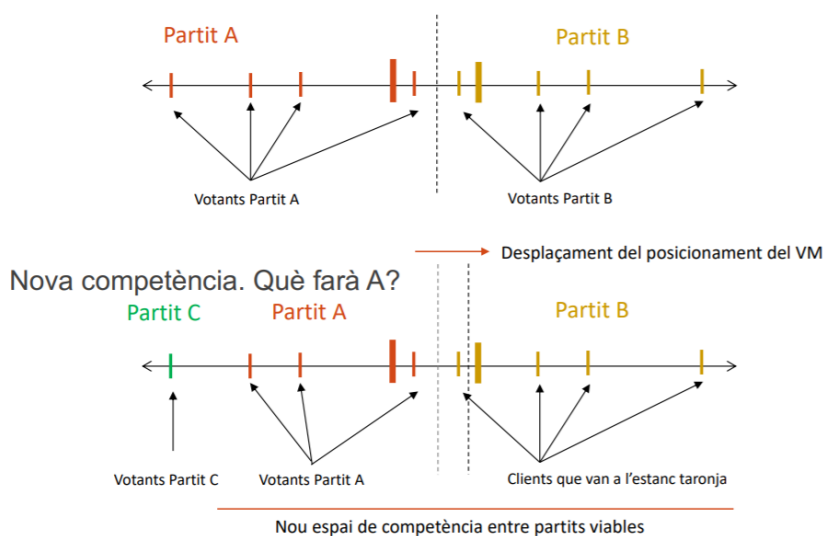 Partit A
Partit B
Votants Partit A
Votants Partit B
Desplaçament del posicionament del VM
Nova competència. Què farà A?
Partit C
Partit A
Partit B
Votants Partit C
Votants Partit A
Clients que van a l'estanc taronja
Nou espai de competència entre partits viables